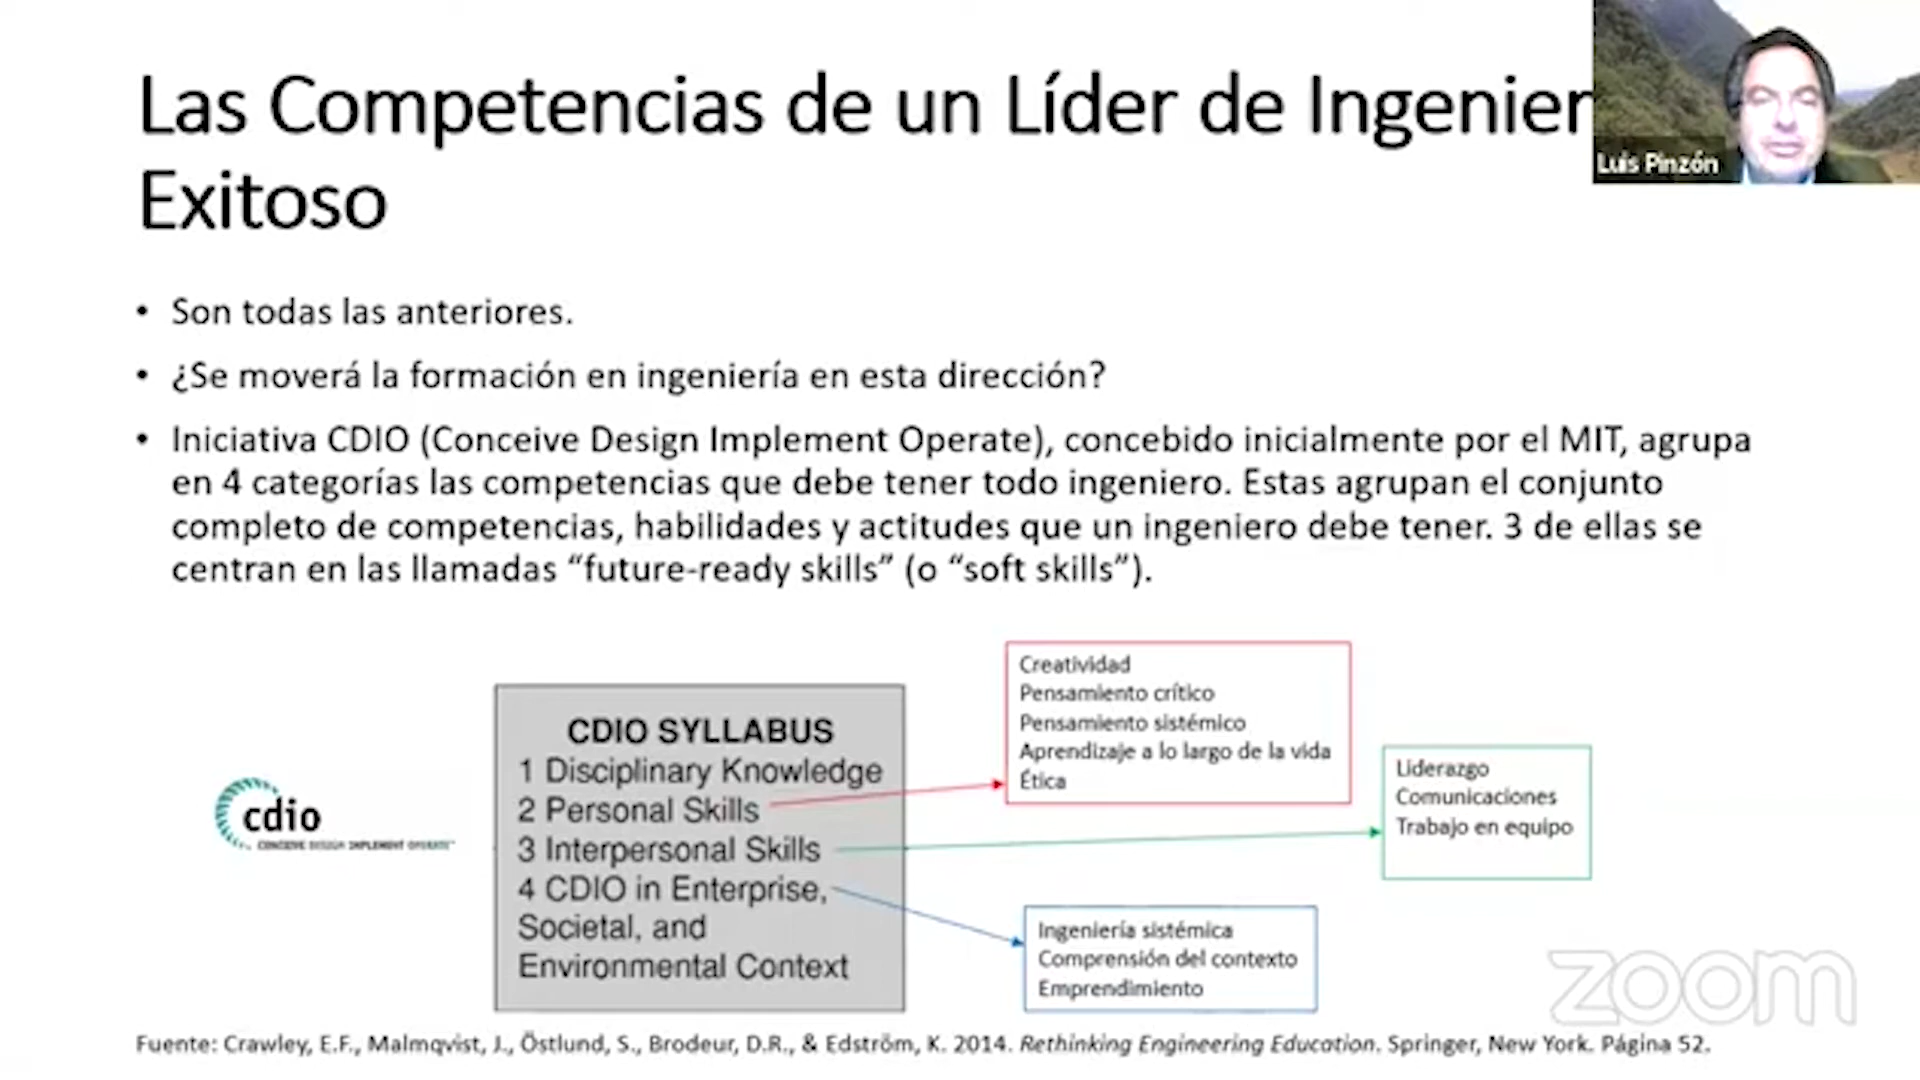 Las Competencias de un Líder de Ingenier
Exitoso
Luis Pinzón
• Son todas las anteriores.
• ¿Se moverá la formación en ingeniería en esta dirección?
• Iniciativa CDIO (Conceive Design Implement Operate), concebido inicialmente por el MIT, agrupa
en 4 categorías las competencias que debe tener todo ingeniero. Estas agrupan el conjunto
completo de competencias, habilidades y actitudes que un ingeniero debe tener. 3 de ellas se
centran en las llamadas “future-ready skills” (o “soft skills”).
cdio
CONCEIVE DESIGN IMPLEMENT OPERATE
CDIO SYLLABUS
1 Disciplinary Knowledge
2 Personal Skills
3 Interpersonal Skills
4 CDIO in Enterprise,
Societal, and
Environmental Context
Creatividad
Pensamiento crítico
Pensamiento sistémico
Aprendizaje a lo largo de la vida
Ética
Liderazgo
Comunicaciones
Trabajo en equipo
Ingeniería sistémica
Comprensión del contexto
Emprendimiento
zoom
Fuente: Crawley, E.F., Malmqvist, J., Östlund, S., Brodeur, D.R., & Edström, K. 2014. Rethinking Engineering Education. Springer, New York. Página 52.